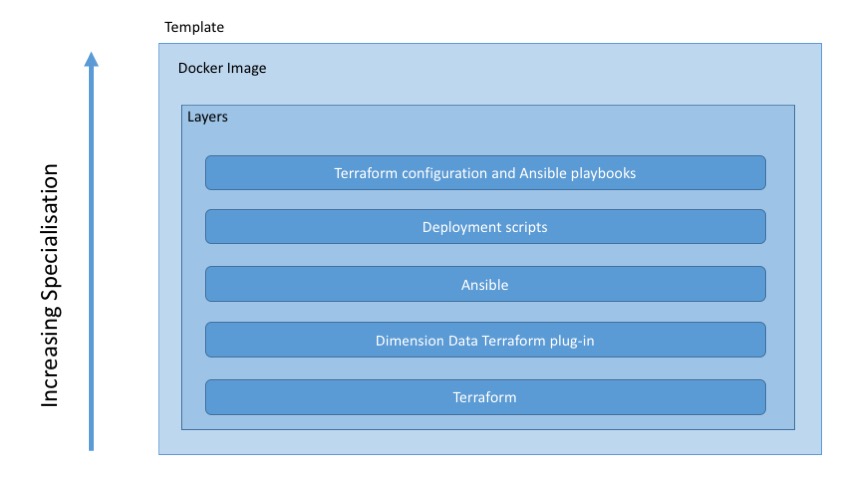 Template
Docker Image
Layers
Terraform configuration and Ansible playbooks
Deployment scripts
Ansible
Dimension Data Terraform plug-in
Terraform
Increasing Specialisation